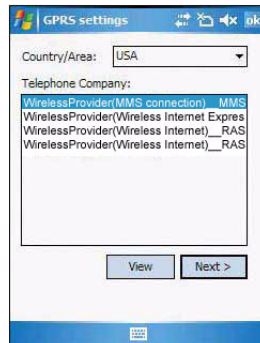 GPRS settings ok
Country/Area: USA
Telephone Company:
WirelessProvider(MMS connection)__MMS
WirelessProvider(Wireless Internet Expres
WirelessProvider(Wireless Internet)__RAS
WirelessProvider(Wireless Internet)__RAS
View Next >